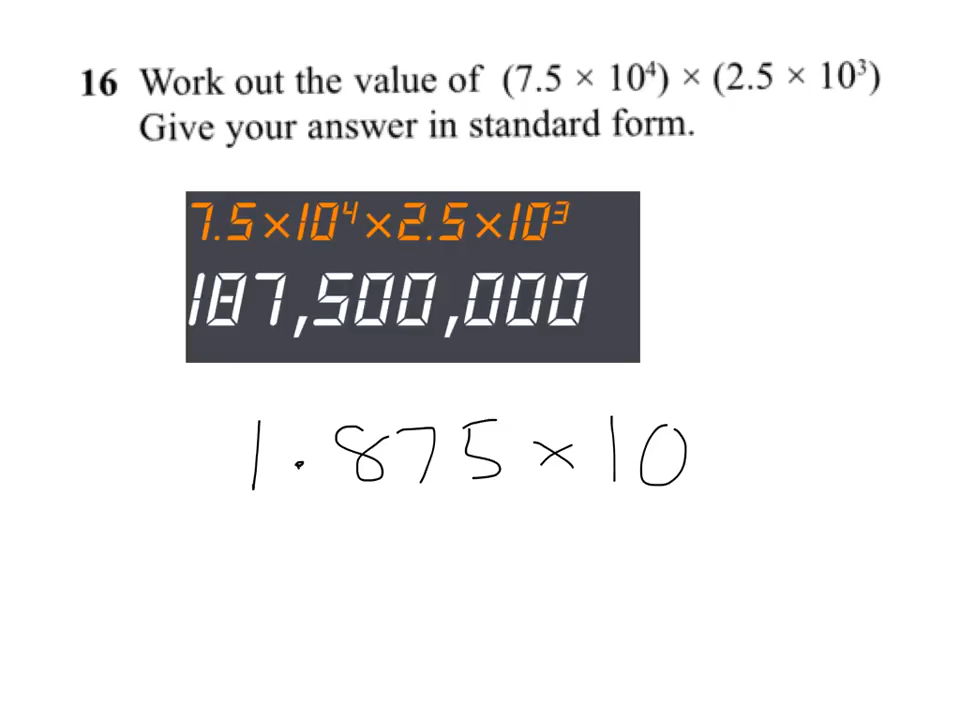 16 Work out the value of (7.5 × 10⁴) × (2.5 × 10³)
Give your answer in standard form.
7.5×10⁴×2.5×10³
187,500,000
1.875×10